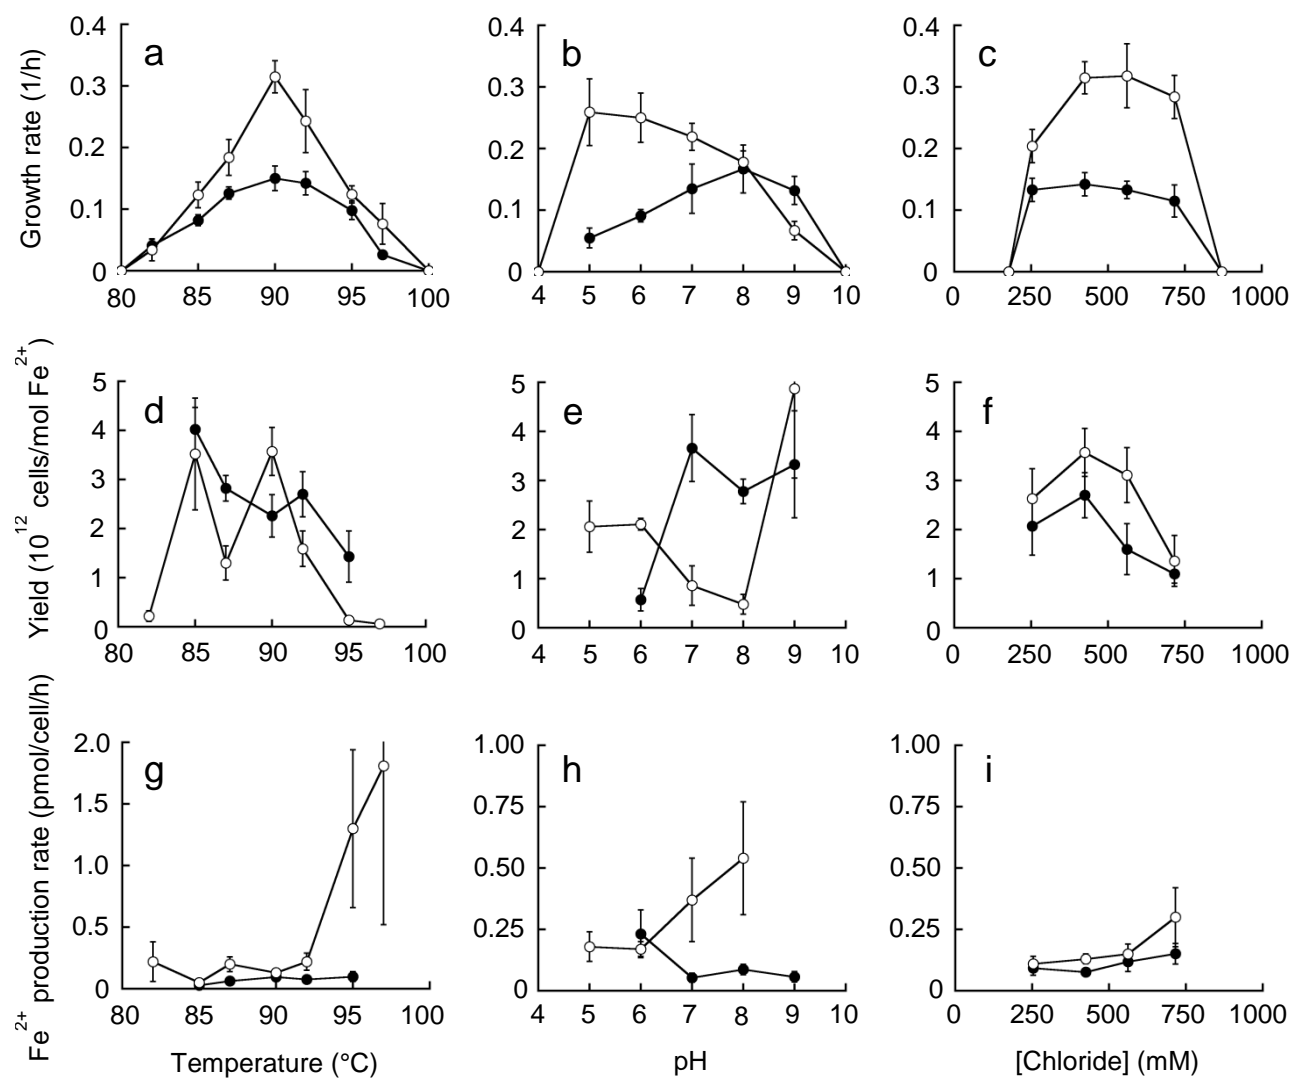 Growth rate (1/h)
a
0.4
0.3
0.2
0.1
0
80 85 90 95 100
b
0.4
0.3
0.2
0.1
0
4 5 6 7 8 9 10
c
0.4
0.3
0.2
0.1
0
0 250 500 750 1000
Yield (10^12 cells/mol Fe^2+)
d
5
4
3
2
1
0
80 85 90 95 100
e
5
4
3
2
1
0
4 5 6 7 8 9 10
f
5
4
3
2
1
0
0 250 500 750 1000
Fe^2+ production rate (pmol/cell/h)
g
2.0
1.5
1.0
0.5
0
80 85 90 95 100
Temperature (°C)
h
1.00
0.75
0.50
0.25
0
4 5 6 7 8 9 10
pH
i
1.00
0.75
0.50
0.25
0
0 250 500 750 1000
[Chloride] (mM)